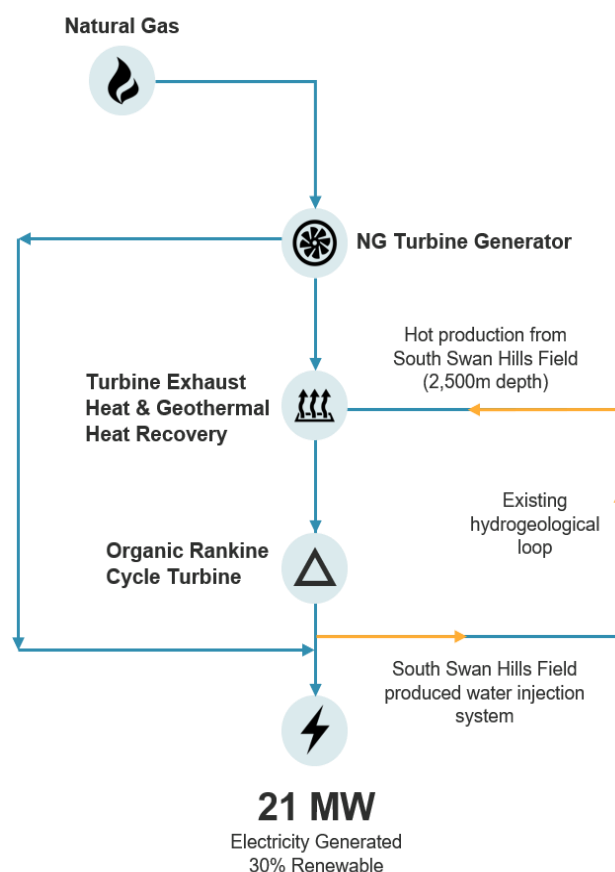 Natural Gas
NG Turbine Generator
Hot production from
South Swan Hills Field
(2,500m depth)
Turbine Exhaust
Heat & Geothermal
Heat Recovery
Existing
hydrogeological
loop
Organic Rankine
Cycle Turbine
South Swan Hills Field
produced water injection
system
21 MW
Electricity Generated
30% Renewable